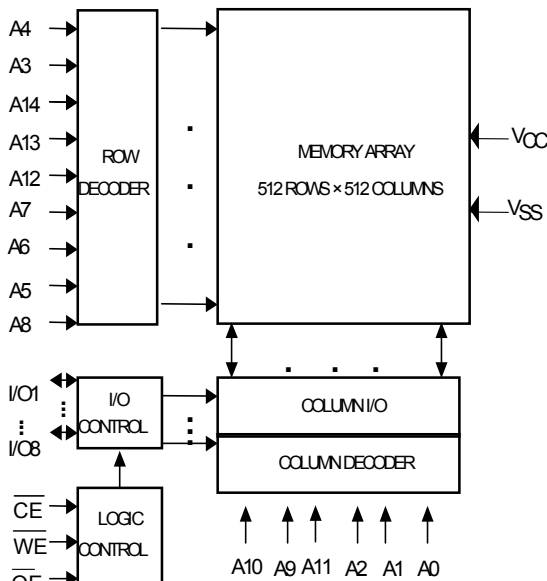 A4
A3
A14
A13
A12
A7
A6
A5
A8
ROW
DECODER
MEMORY ARRAY
512 ROWS × 512 COLUMNS
VCC
VSS
I/O1
I/O8
I/O
CONTROL
COLUMN I/O
COLUMN DECODER
CE
WE
OE
LOGIC
CONTROL
A10 A9 A11 A2 A1 A0